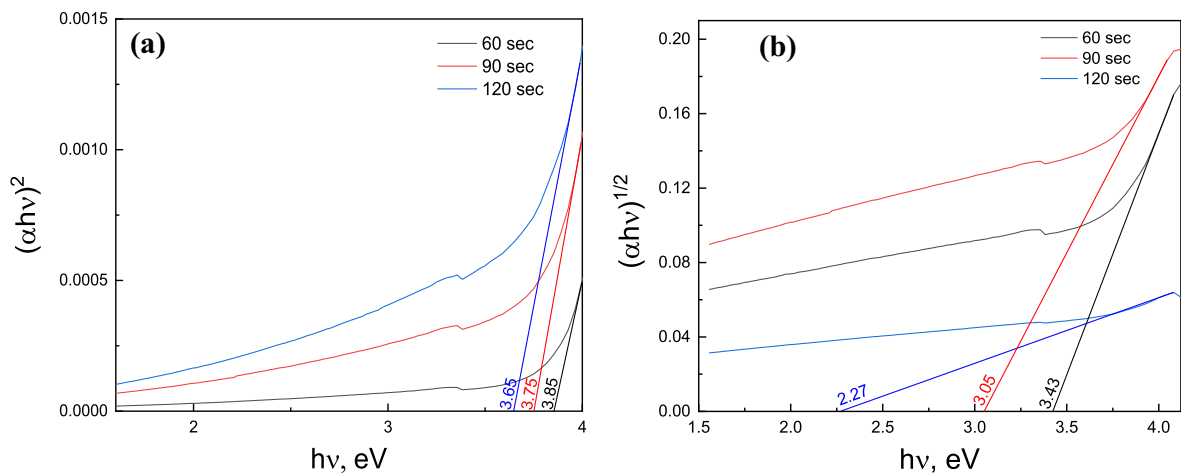 (a)
60 sec
90 sec
120 sec
0.0015
0.0010
0.0005
0.0000
(αhν)²
3.65
3.75
3.85
2
3
4
hν, eV
(b)
60 sec
90 sec
120 sec
0.20
0.16
0.12
0.08
0.04
0.00
(αhν)^1/2
2.27
3.05
3.43
1.5
2.0
2.5
3.0
3.5
4.0
hν, eV